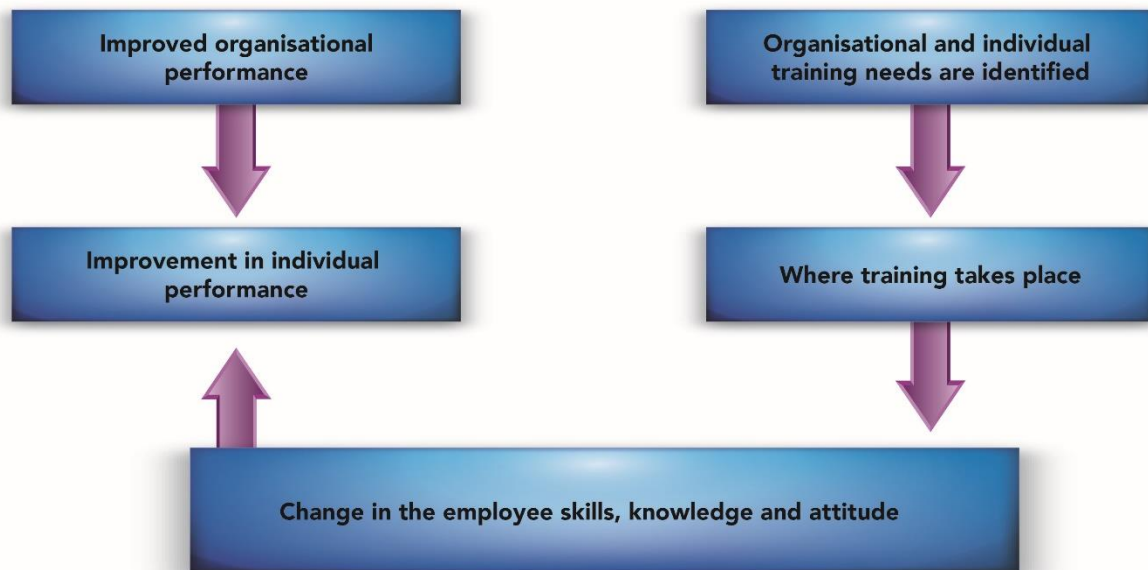 Improved organisational
performance
Organisational and individual
training needs are identified
Improvement in individual
performance
Where training takes place
Change in the employee skills, knowledge and attitude